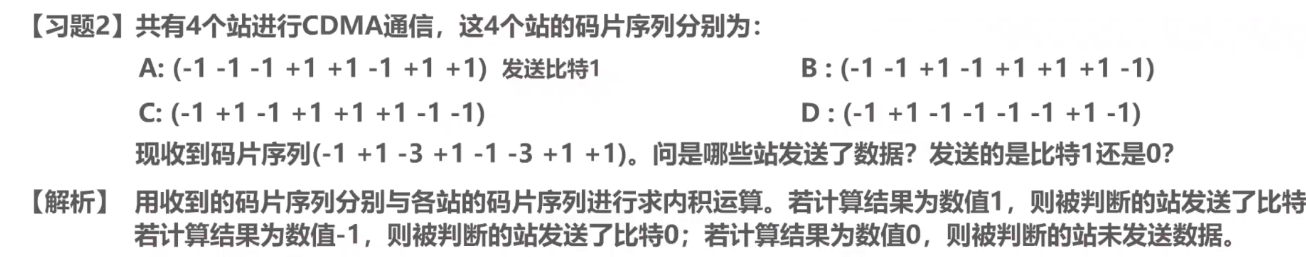 【习题2】共有4个站进行CDMA通信，这4个站的码片序列分别为：
A: (-1 -1 -1 +1 +1 -1 +1 +1) 发送比特1 B : (-1 -1 +1 -1 +1 +1 +1 -1)
C: (-1 +1 -1 +1 +1 +1 -1 -1) D : (-1 +1 -1 -1 -1 -1 +1 -1)
现收到码片序列(-1 +1 -3 +1 -1 -3 +1 +1)。问是哪些站发送了数据？发送的是比特1还是0？
【解析】 用收到的码片序列分别与各站的码片序列进行求内积运算。若计算结果为数值1，则被判断的站发送了比特
若计算结果为数值-1，则被判断的站发送了比特0；若计算结果为数值0，则被判断的站未发送数据。